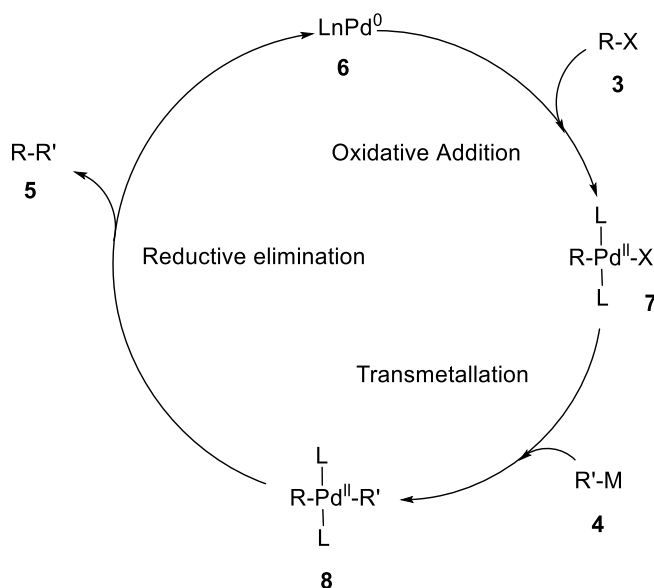 LnPd⁰
6
R-X
3
Oxidative Addition
R-R'
5
L
R-Pdᴵᴵ-X
L
7
Reductive elimination
Transmetallation
L
R-Pdᴵᴵ-R'
L
8
R'-M
4